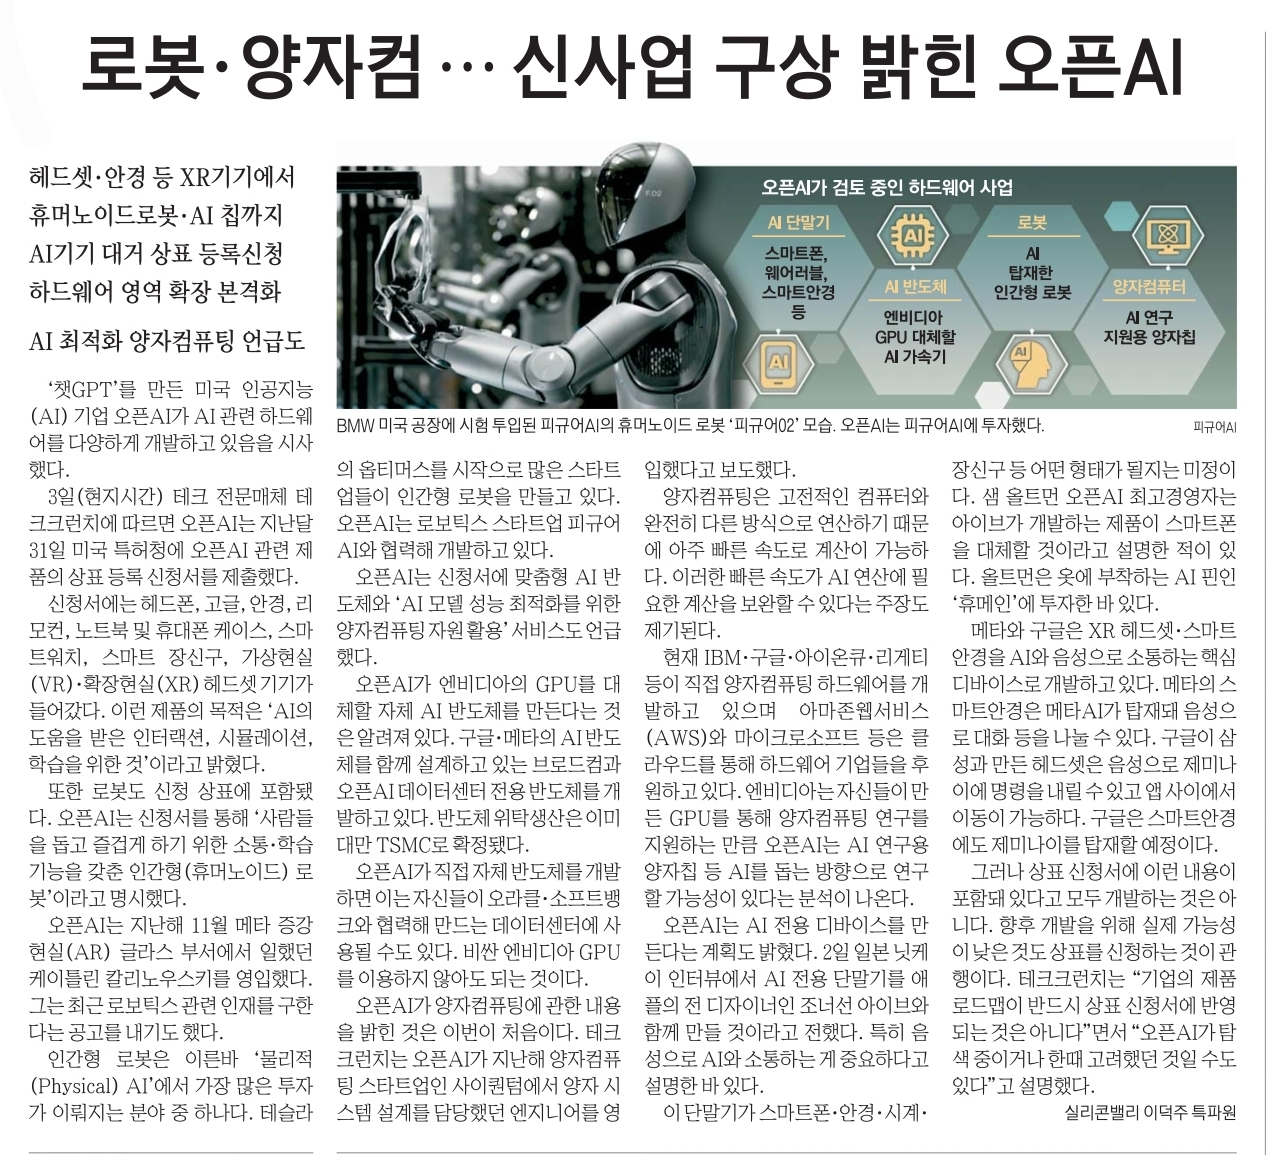 로봇·양자컴 … 신사업 구상 밝힌 오픈AI
헤드셋·안경 등 XR기기에서
휴머노이드로봇·AI 칩까지
AI기기 대거 상표 등록신청
하드웨어 영역 확장 본격화
AI 최적화 양자컴퓨팅 언급도
F.02
오픈AI가 검토 중인 하드웨어 사업
AI 단말기
스마트폰,
웨어러블,
스마트안경
등
AI
AI
AI 반도체
엔비디아
GPU 대체할
AI 가속기
로봇
AI
탑재한
인간형 로봇
AI
양자컴퓨터
AI 연구
지원용 양자칩
BMW 미국 공장에 시험 투입된 피규어AI의 휴머노이드 로봇 ‘피규어02’ 모습. 오픈AI는 피규어AI에 투자했다.
피규어AI
‘챗GPT’를 만든 미국 인공지능
(AI) 기업 오픈AI가 AI 관련 하드웨
어를 다양하게 개발하고 있음을 시사
했다.
3일(현지시간) 테크 전문매체 테
크크런치에 따르면 오픈AI는 지난달
31일 미국 특허청에 오픈AI 관련 제
품의 상표 등록 신청서를 제출했다.
신청서에는 헤드폰, 고글, 안경, 리
모컨, 노트북 및 휴대폰 케이스, 스마
트워치, 스마트 장신구, 가상현실
(VR)·확장현실(XR) 헤드셋 기기가
들어갔다. 이런 제품의 목적은 ‘AI의
도움을 받은 인터랙션, 시뮬레이션,
학습을 위한 것’이라고 밝혔다.
또한 로봇도 신청 상표에 포함됐
다. 오픈AI는 신청서를 통해 ‘사람들
을 돕고 즐겁게 하기 위한 소통·학습
기능을 갖춘 인간형(휴머노이드) 로
봇’이라고 명시했다.
오픈AI는 지난해 11월 메타 증강
현실(AR) 글라스 부서에서 일했던
케이틀린 칼리노우스키를 영입했다.
그는 최근 로보틱스 관련 인재를 구한
다는 공고를 내기도 했다.
인간형 로봇은 이른바 ‘물리적
(Physical) AI’에서 가장 많은 투자
가 이뤄지는 분야 중 하나다. 테슬라
의 옵티머스를 시작으로 많은 스타트
업들이 인간형 로봇을 만들고 있다.
오픈AI는 로보틱스 스타트업 피규어
AI와 협력해 개발하고 있다.
오픈AI는 신청서에 맞춤형 AI 반
도체와 ‘AI 모델 성능 최적화를 위한
양자컴퓨팅 자원 활용’ 서비스도 언급
했다.
오픈AI가 엔비디아의 GPU를 대
체할 자체 AI 반도체를 만든다는 것
은 알려져 있다. 구글·메타의 AI 반도
체를 함께 설계하고 있는 브로드컴과
오픈AI 데이터센터 전용 반도체를 개
발하고 있다. 반도체 위탁생산은 이미
대만 TSMC로 확정됐다.
오픈AI가 직접 자체 반도체를 개발
하면 이는 자신들이 오라클·소프트뱅
크와 협력해 만드는 데이터센터에 사
용될 수도 있다. 비싼 엔비디아 GPU
를 이용하지 않아도 되는 것이다.
오픈AI가 양자컴퓨팅에 관한 내용
을 밝힌 것은 이번이 처음이다. 테크
크런치는 오픈AI가 지난해 양자컴퓨
팅 스타트업인 사이퀀텀에서 양자 시
스템 설계를 담당했던 엔지니어를 영
입했다고 보도했다.
양자컴퓨팅은 고전적인 컴퓨터와
완전히 다른 방식으로 연산하기 때문
에 아주 빠른 속도로 계산이 가능하
다. 이러한 빠른 속도가 AI 연산에 필
요한 계산을 보완할 수 있다는 주장도
제기된다.
현재 IBM·구글·아이온큐·리게티
등이 직접 양자컴퓨팅 하드웨어를 개
발하고 있으며 아마존웹서비스
(AWS)와 마이크로소프트 등은 클
라우드를 통해 하드웨어 기업들을 후
원하고 있다. 엔비디아는 자신들이 만
든 GPU를 통해 양자컴퓨팅 연구를
지원하는 만큼 오픈AI는 AI 연구용
양자칩 등 AI를 돕는 방향으로 연구
할 가능성이 있다는 분석이 나온다.
오픈AI는 AI 전용 디바이스를 만
든다는 계획도 밝혔다. 2일 일본 닛케
이 인터뷰에서 AI 전용 단말기를 애
플의 전 디자이너인 조너선 아이브와
함께 만들 것이라고 전했다. 특히 음
성으로 AI와 소통하는 게 중요하다고
설명한 바 있다.
이 단말기가 스마트폰·안경·시계·
장신구 등 어떤 형태가 될지는 미정이
다. 샘 올트먼 오픈AI 최고경영자는
아이브가 개발하는 제품이 스마트폰
을 대체할 것이라고 설명한 적이 있
다. 올트먼은 옷에 부착하는 AI 핀인
‘휴메인’에 투자한 바 있다.
메타와 구글은 XR 헤드셋·스마트
안경을 AI와 음성으로 소통하는 핵심
디바이스로 개발하고 있다. 메타의 스
마트안경은 메타AI가 탑재돼 음성으
로 대화 등을 나눌 수 있다. 구글이 삼
성과 만든 헤드셋은 음성으로 제미나
이에 명령을 내릴 수 있고 앱 사이에서
이동이 가능하다. 구글은 스마트안경
에도 제미나이를 탑재할 예정이다.
그러나 상표 신청서에 이런 내용이
포함돼 있다고 모두 개발하는 것은 아
니다. 향후 개발을 위해 실제 가능성
이 낮은 것도 상표를 신청하는 것이 관
행이다. 테크크런치는 “기업의 제품
로드맵이 반드시 상표 신청서에 반영
되는 것은 아니다”면서 “오픈AI가 탐
색 중이거나 한때 고려했던 것일 수도
있다”고 설명했다.
실리콘밸리 이덕주 특파원